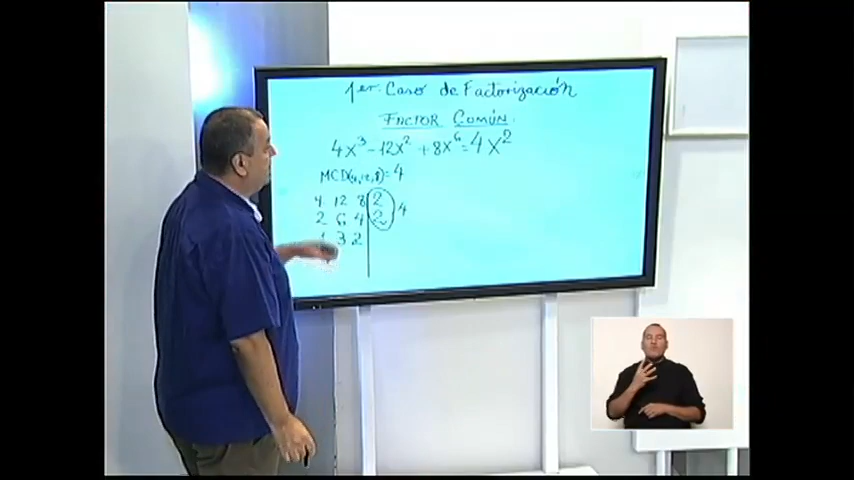 1er. Caso de Factorización
FACTOR COMÚN.
4x³ - 12x² + 8x⁶ = 4x²
MCD(4,12,8) = 4
4 12 8 2
2 6 4 2 4
1 3 2